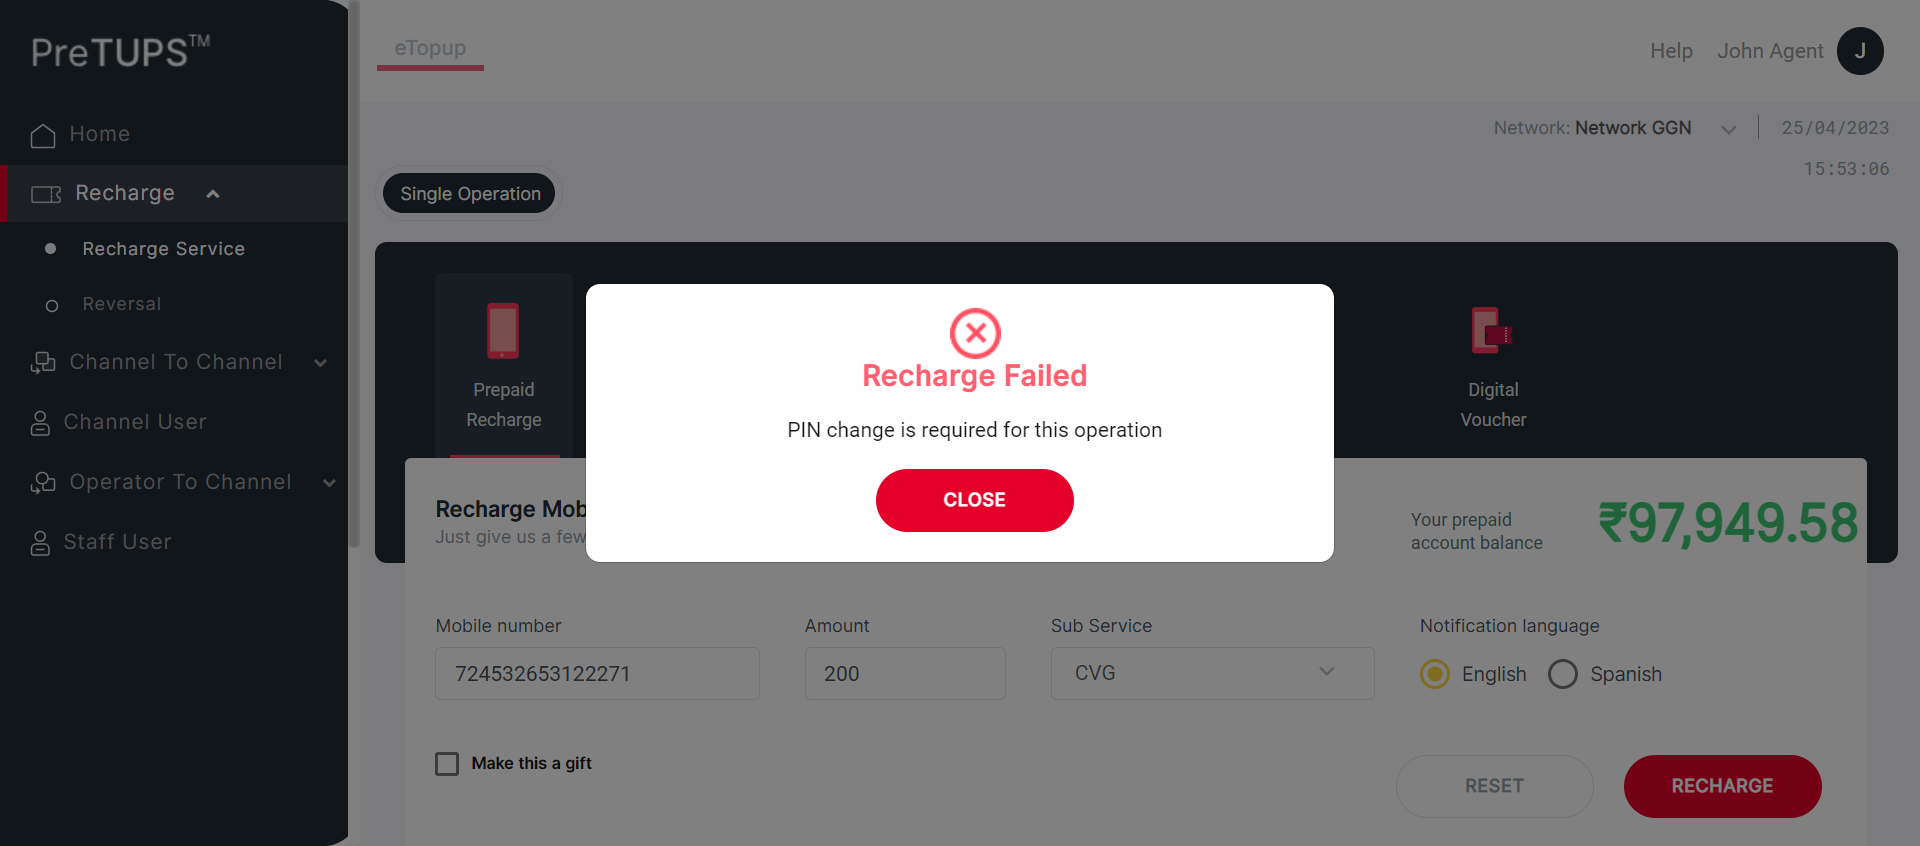 PreTUPS™
Home
Recharge
Recharge Service
Reversal
Channel To Channel
Channel User
Operator To Channel
Staff User
eTopup
Help
John Agent
J
Network: Network GGN
25/04/2023
15:53:06
Single Operation
Prepaid
Recharge
Digital
Voucher
Recharge Failed
PIN change is required for this operation
CLOSE
Recharge Mob
Just give us a few
Your prepaid
account balance
₹97,949.58
Mobile number
Amount
Sub Service
Notification language
724532653122271
200
CVG
English
Spanish
Make this a gift
RESET
RECHARGE